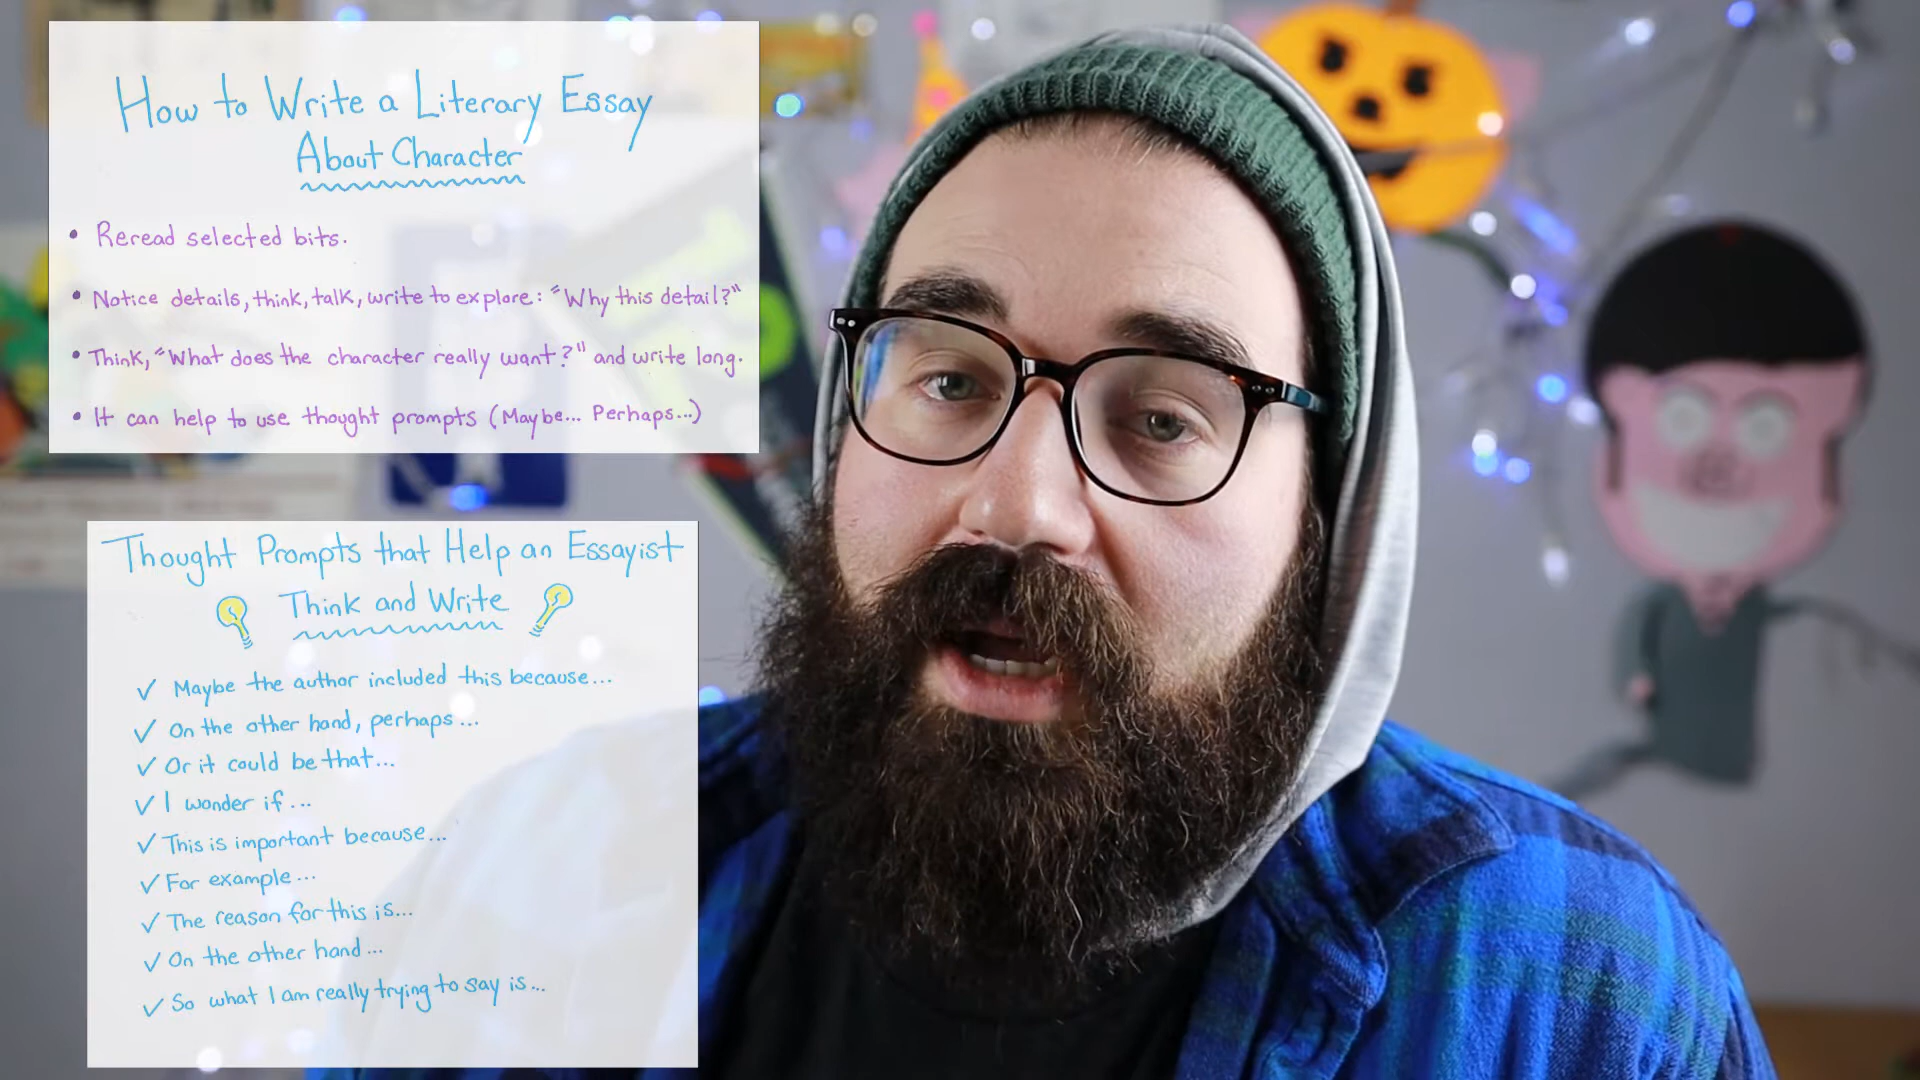 How to Write a Literary Essay
About Character
• Reread selected bits.
• Notice details, think, talk, write to explore: "Why this detail?"
• Think, "What does the character really want?" and write long.
• It can help to use thought prompts (Maybe... Perhaps...)
Thought Prompts that Help an Essayist
Think and Write
✓ Maybe the author included this because...
✓ On the other hand, perhaps...
✓ Or it could be that...
✓ I wonder if...
✓ This is important because...
✓ For example...
✓ The reason for this is...
✓ On the other hand...
✓ So what I am really trying to say is...